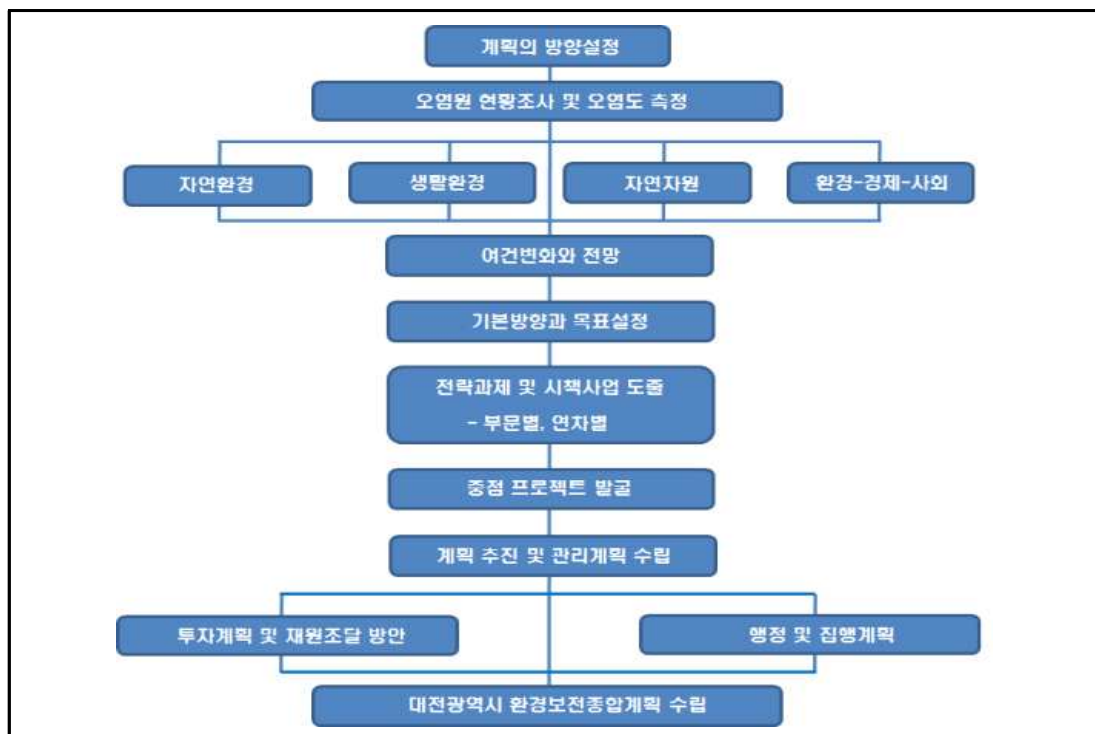 계획의 방향설정
오염원 현황조사 및 오염도 측정
자연환경
생활환경
자연자원
환경-경제-사회
여건변화와 전망
기본방향과 목표설정
전략과제 및 시책사업 도출
- 부문별, 연차별
중점 프로젝트 발굴
계획 추진 및 관리계획 수립
투자계획 및 재원조달 방안
행정 및 집행계획
대전광역시 환경보전종합계획 수립